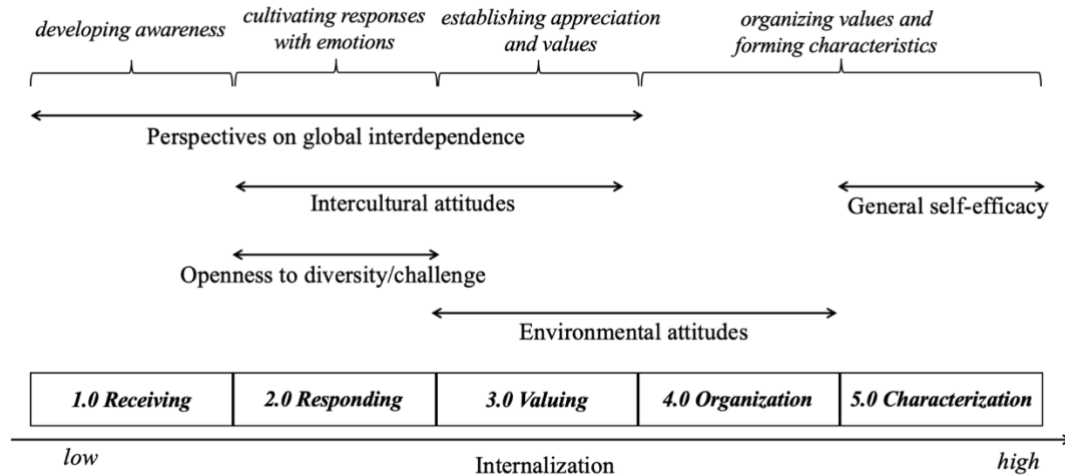 developing awareness
cultivating responses
with emotions
establishing appreciation
and values
organizing values and
forming characteristics
Perspectives on global interdependence
Intercultural attitudes
General self-efficacy
Openness to diversity/challenge
Environmental attitudes
1.0 Receiving
2.0 Responding
3.0 Valuing
4.0 Organization
5.0 Characterization
low
Internalization
high